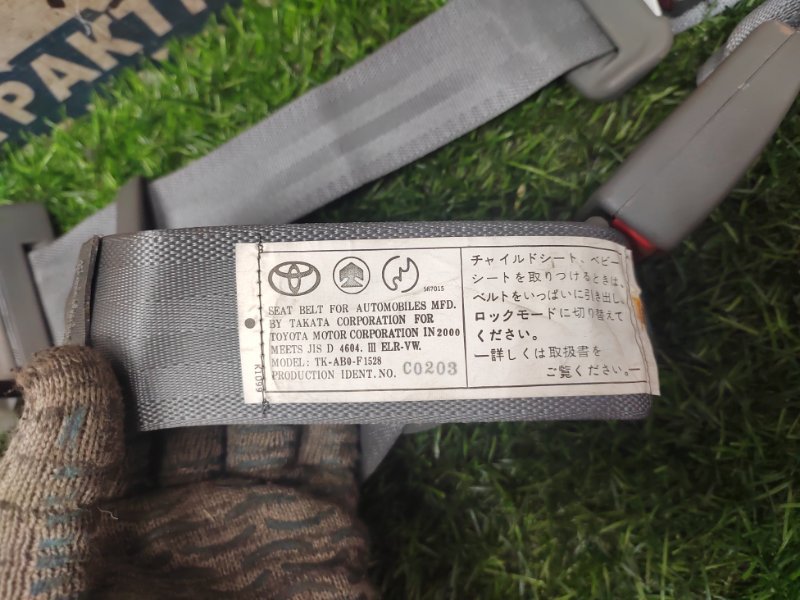 SEAT BELT FOR AUTOMOBILES MFD.
BY TAKATA CORPORATION FOR
TOYOTA MOTOR CORPORATION IN 2000
MEETS JIS D 4604. III ELR-VW.
MODEL: TK-AB0-F1528
PRODUCTION IDENT.NO. C0203
R1099
チャイルドシート、ベビー
シートを取りつけるときは、
ベルトをいっぱいに引き出し、
ロックモードに切り替えて
ください。
—詳しくは取扱書を
ご覧ください。—